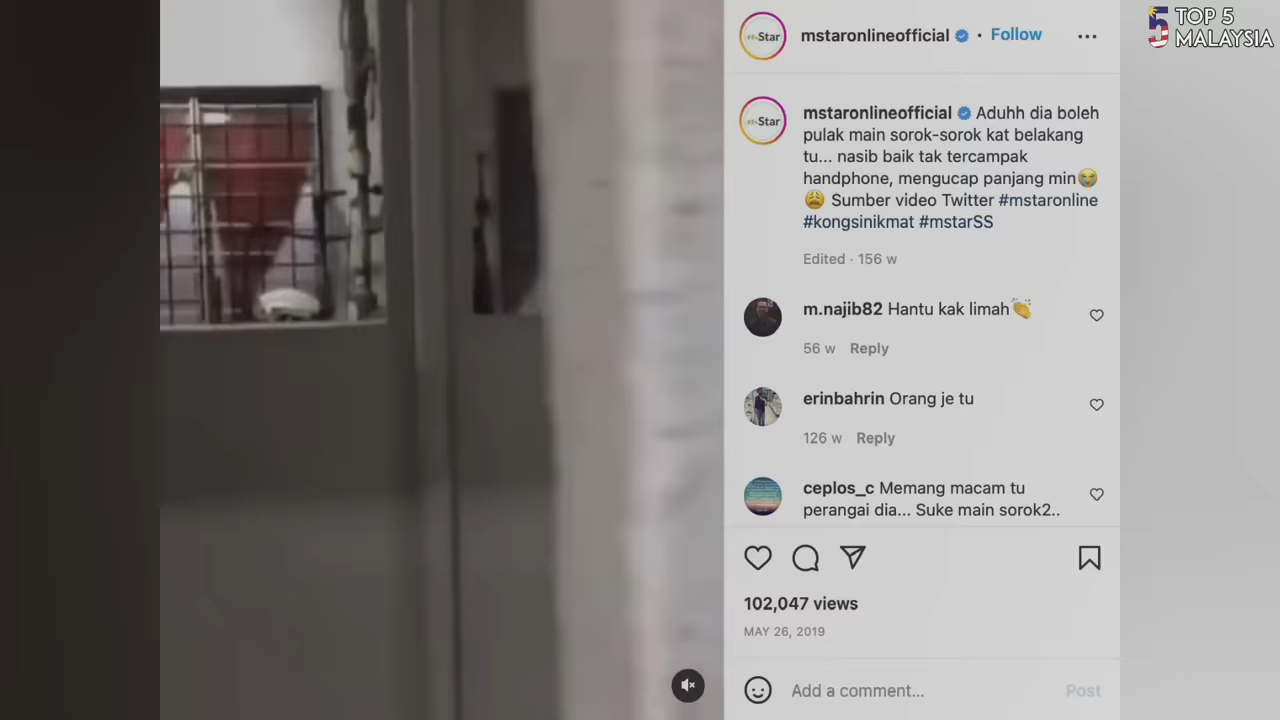 TOP 5
MALAYSIA
Star
mstaronlineofficial · Follow
Star
mstaronlineofficial Aduhh dia boleh
pulak main sorok-sorok kat belakang
tu... nasib baik tak tercampak
handphone, mengucap panjang min😭
😩 Sumber video Twitter #mstaronline
#kongsinikmat #mstarSS
Edited · 156 w
m.najib82 Hantu kak limah👏
56 w Reply
erinbahrin Orang je tu
126 w Reply
ceplos_c Memang macam tu
perangai dia... Suke main sorok2..
102,047 views
MAY 26, 2019
Add a comment... Post